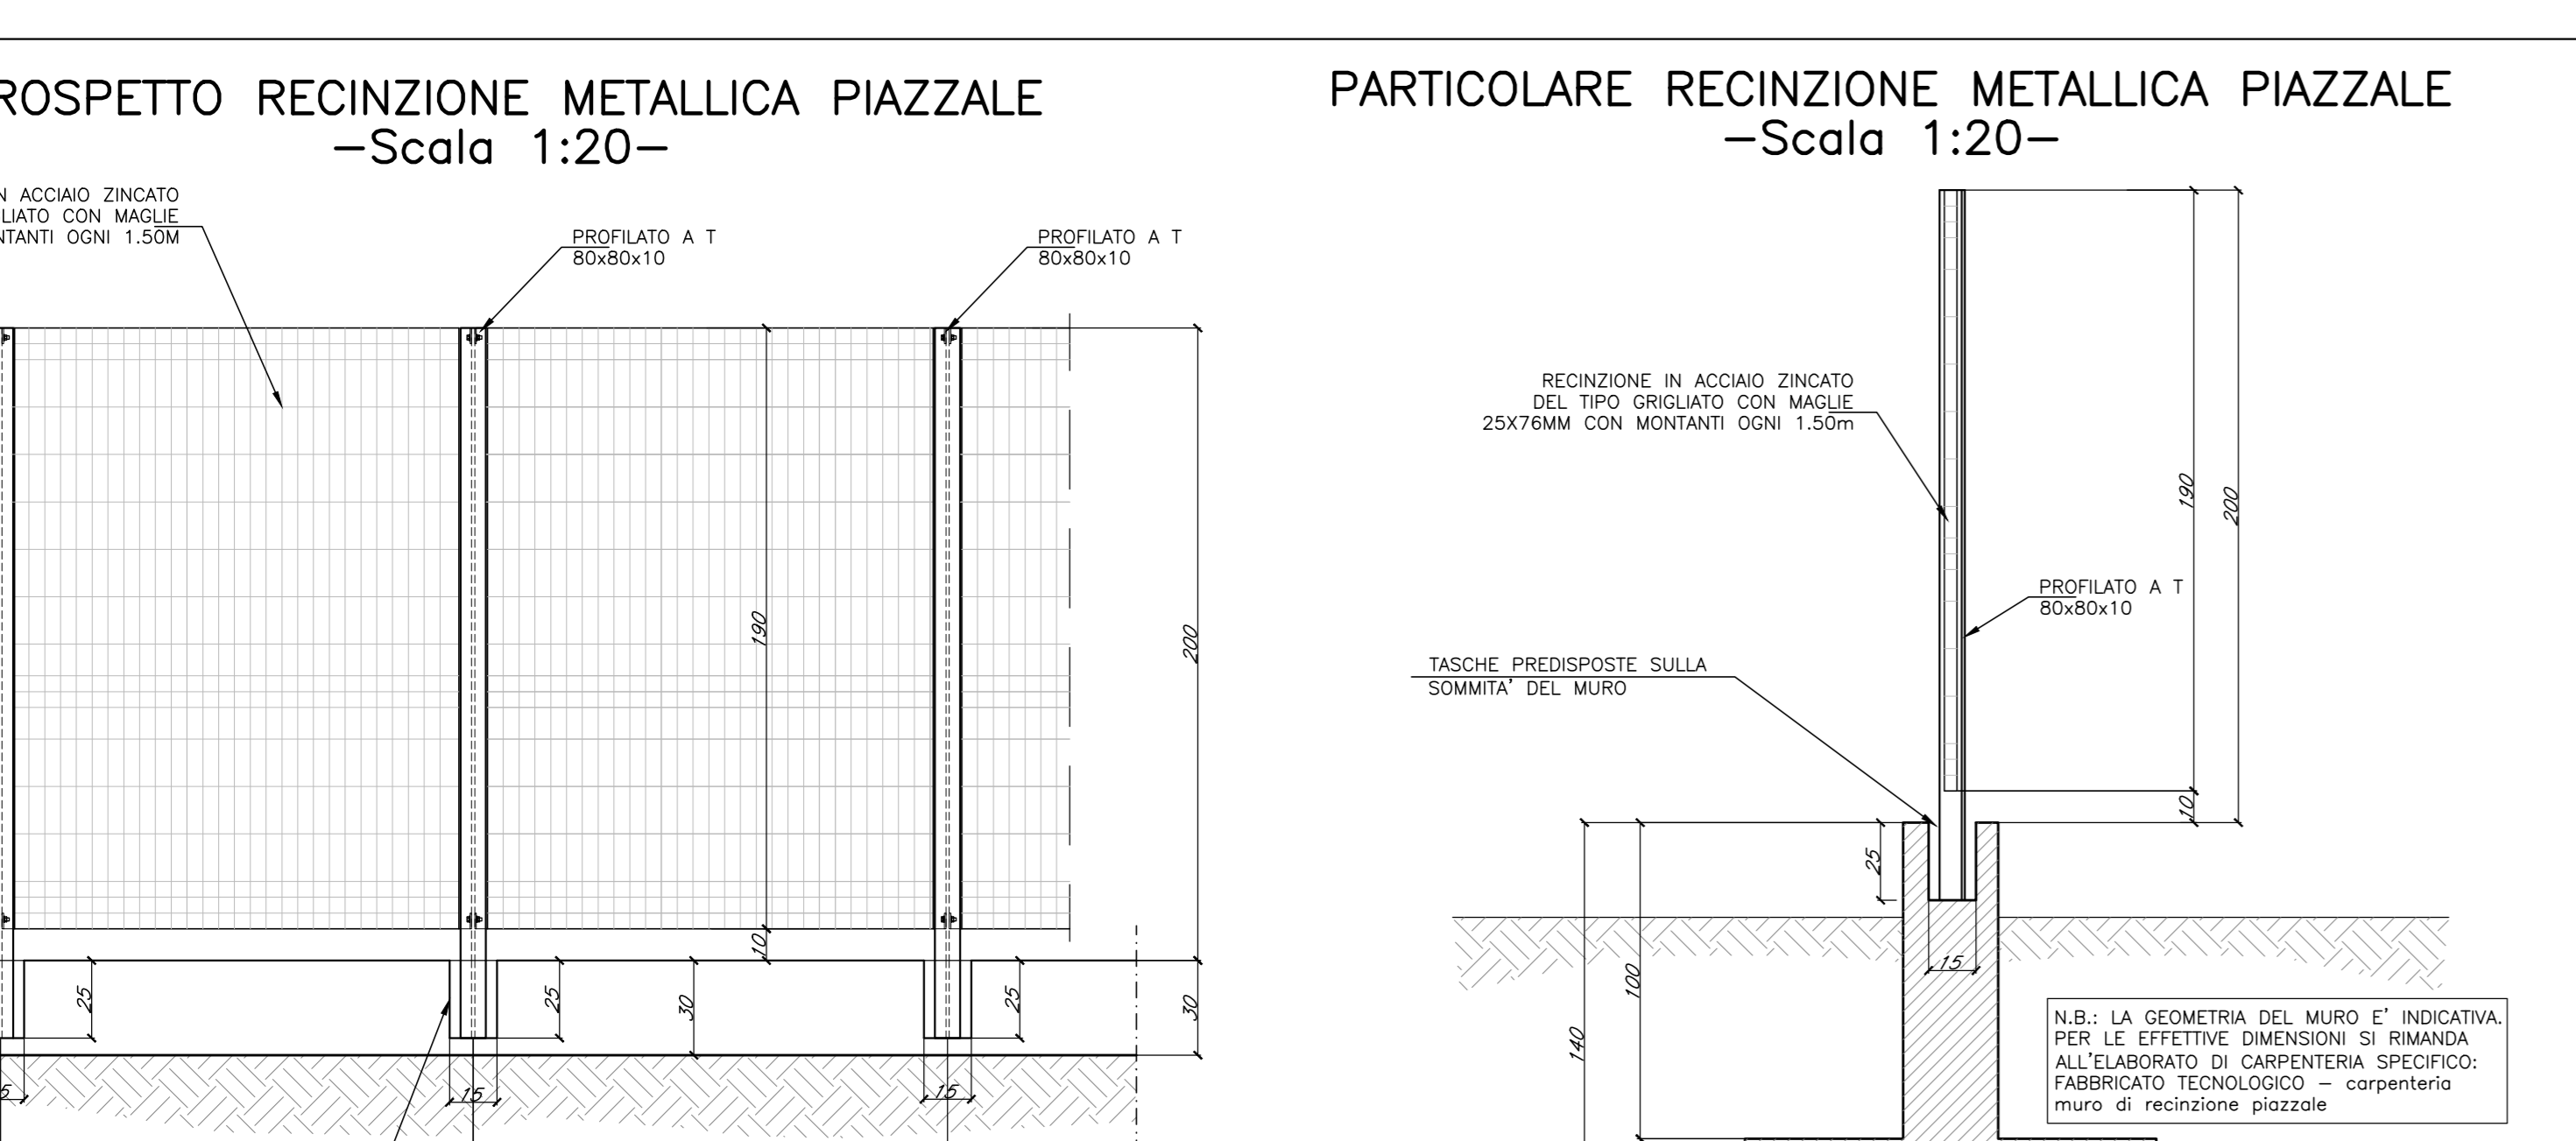 ROSPETTO RECINZIONE METALLICA PIAZZALE
-Scala 1:20-
N ACCIAIO ZINCATO
LIATO CON MAGLIE
NTANTI OGNI 1.50M
PROFILATO A T
80x80x10
PROFILATO A T
80x80x10
190
200
10
25
25
30
25
30
5
15
15
PARTICOLARE RECINZIONE METALLICA PIAZZALE
-Scala 1:20-
RECINZIONE IN ACCIAIO ZINCATO
DEL TIPO GRIGLIATO CON MAGLIE
25X76MM CON MONTANTI OGNI 1.50m
190
200
PROFILATO A T
80x80x10
TASCHE PREDISPOSTE SULLA
SOMMITA' DEL MURO
10
25
15
100
140
N.B.: LA GEOMETRIA DEL MURO E' INDICATIVA.
PER LE EFFETTIVE DIMENSIONI SI RIMANDA
ALL'ELABORATO DI CARPENTERIA SPECIFICO:
FABBRICATO TECNOLOGICO – carpenteria
muro di recinzione piazzale